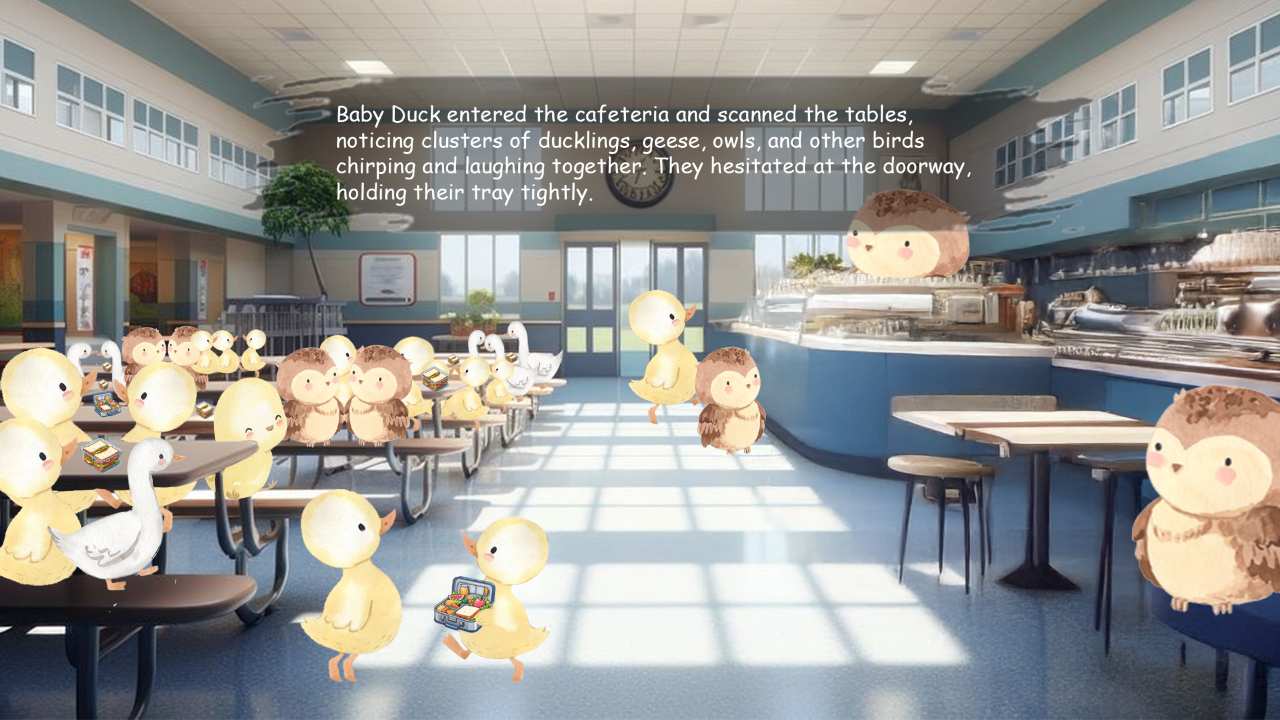 Baby Duck entered the cafeteria and scanned the tables,
noticing clusters of ducklings, geese, owls, and other birds
chirping and laughing together. They hesitated at the doorway,
holding their tray tightly.